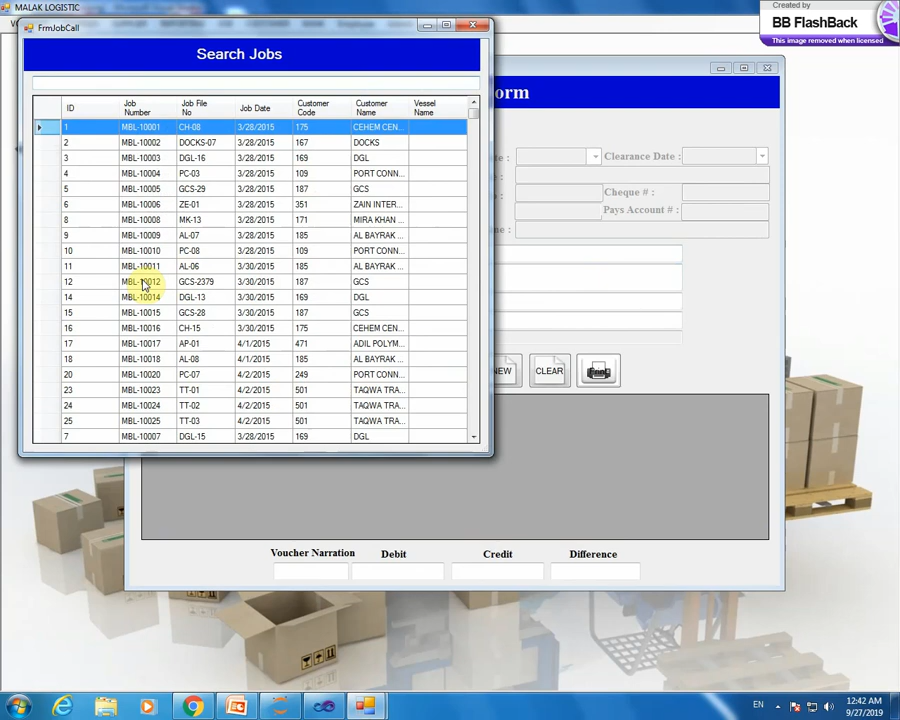 MALAK LOGISTIC
Created by
BB FlashBack
This image removed when licensed
FrmJobCall
Search Jobs
orm
ID Job Number Job File No Job Date Customer Code Customer Name Vessel Name
1 MBL-10001 CH-08 3/28/2015 175 CEHEM CEN...
2 MBL-10002 DOCKS-07 3/28/2015 167 DOCKS
3 MBL-10003 DGL-16 3/28/2015 169 DGL
4 MBL-10004 PC-03 3/28/2015 109 PORT CONN...
5 MBL-10005 GCS-29 3/28/2015 187 GCS
6 MBL-10006 ZE-01 3/28/2015 351 ZAIN INTER...
8 MBL-10008 MK-13 3/28/2015 171 MIRA KHAN ...
9 MBL-10009 AL-07 3/28/2015 185 AL BAYRAK ...
10 MBL-10010 PC-08 3/28/2015 109 PORT CONN...
11 MBL-10011 AL-06 3/30/2015 185 AL BAYRAK ...
12 MBL-10012 GCS-2379 3/30/2015 187 GCS
14 MBL-10014 DGL-13 3/30/2015 169 DGL
15 MBL-10015 GCS-28 3/30/2015 187 GCS
16 MBL-10016 CH-15 3/30/2015 175 CEHEM CEN...
17 MBL-10017 AP-01 4/1/2015 471 ADIL POLYM...
18 MBL-10018 AL-08 4/1/2015 185 AL BAYRAK ...
20 MBL-10020 PC-07 4/2/2015 249 PORT CONN...
23 MBL-10023 TT-01 4/2/2015 501 TAQWA TRA...
24 MBL-10024 TT-02 4/2/2015 501 TAQWA TRA...
25 MBL-10025 TT-03 4/2/2015 501 TAQWA TRA...
7 MBL-10007 DGL-15 3/28/2015 169 DGL
Clearance Date :
Cheque # :
Pays Account # :
NEW CLEAR Print
Voucher Narration Debit Credit Difference
EN
12:42 AM
9/27/2019